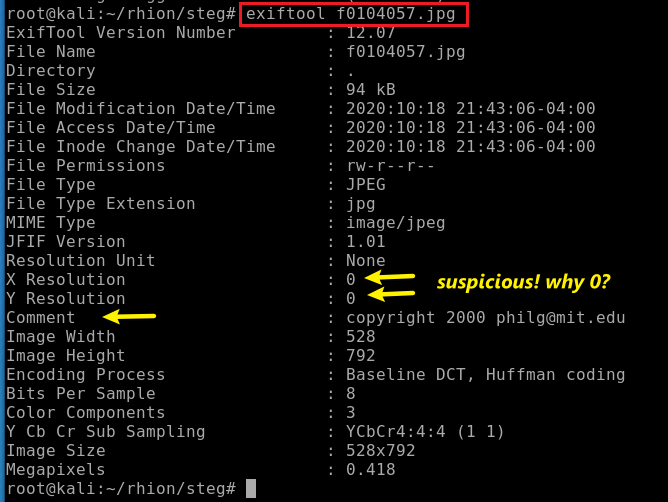 root@kali:~/rhion/steg# exiftool f0104057.jpg
ExifTool Version Number : 12.07
File Name : f0104057.jpg
Directory : .
File Size : 94 kB
File Modification Date/Time : 2020:10:18 21:43:06-04:00
File Access Date/Time : 2020:10:18 21:43:06-04:00
File Inode Change Date/Time : 2020:10:18 21:43:06-04:00
File Permissions : rw-r--r--
File Type : JPEG
File Type Extension : jpg
MIME Type : image/jpeg
JFIF Version : 1.01
Resolution Unit : None
X Resolution : 0 suspicious! why 0?
Y Resolution : 0
Comment : copyright 2000 philg@mit.edu
Image Width : 528
Image Height : 792
Encoding Process : Baseline DCT, Huffman coding
Bits Per Sample : 8
Color Components : 3
Y Cb Cr Sub Sampling : YCbCr4:4:4 (1 1)
Image Size : 528x792
Megapixels : 0.418
root@kali:~/rhion/steg#